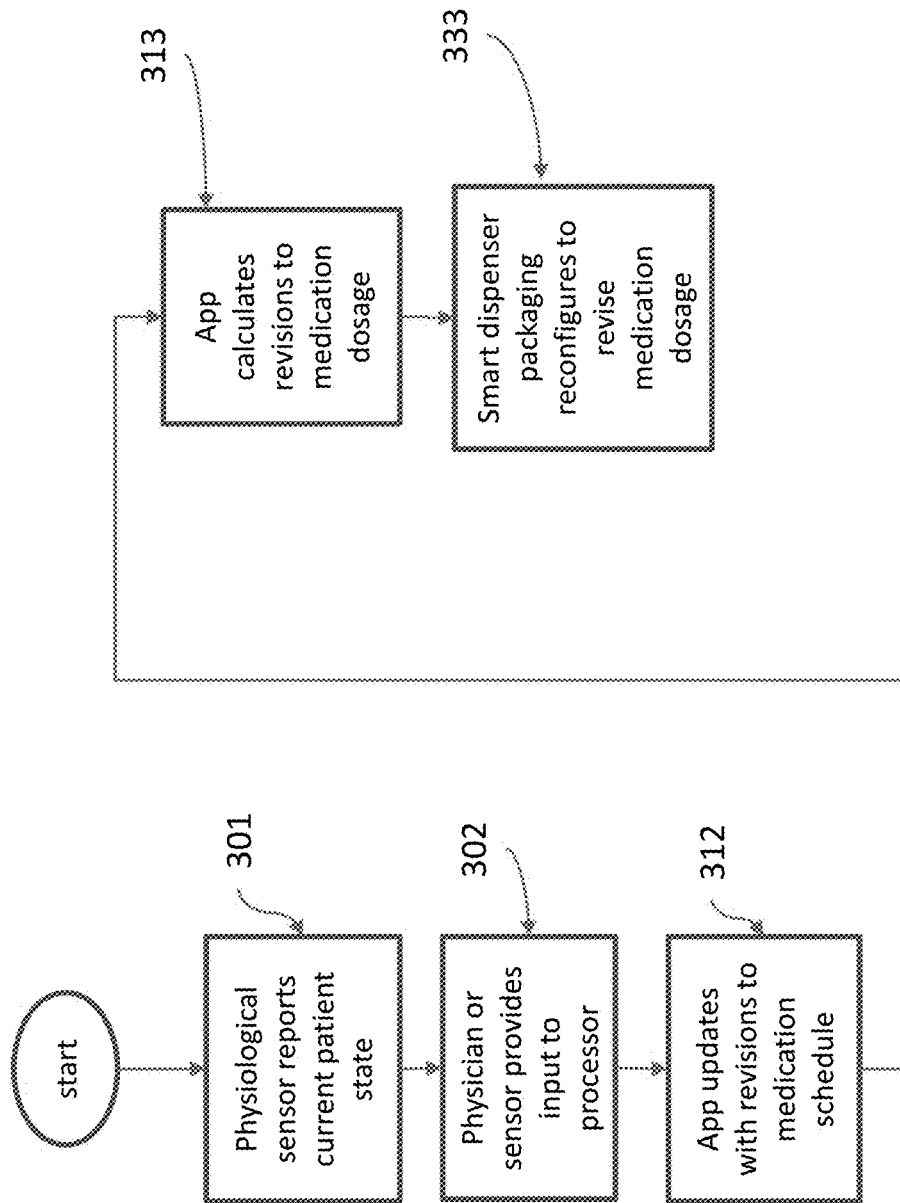 start
Physiological
sensor reports
current patient
state
301
Physician or
sensor provides
input to
processor
302
App updates
with revisions to
medication
schedule
312
App
calculates
revisions to
medication
dosage
313
Smart dispenser
packaging
reconfigures to
revise
medication
dosage
333